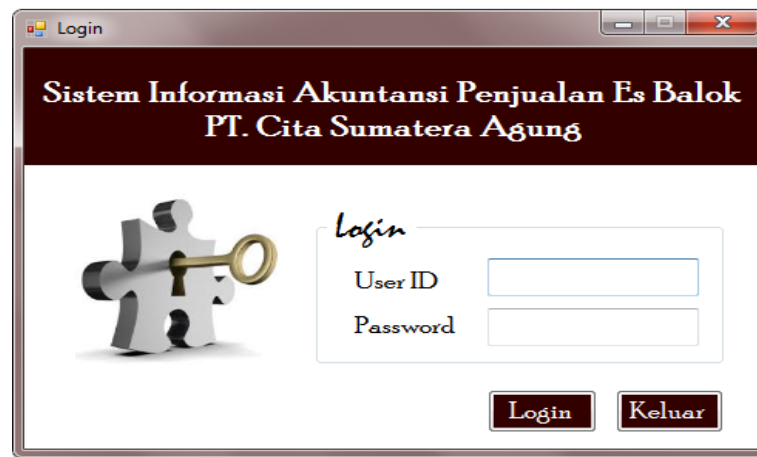 Login
Sistem Informasi Akuntansi Penjualan Es Balok
PT. Cita Sumatera Agung
Login
User ID
Password
Login Keluar